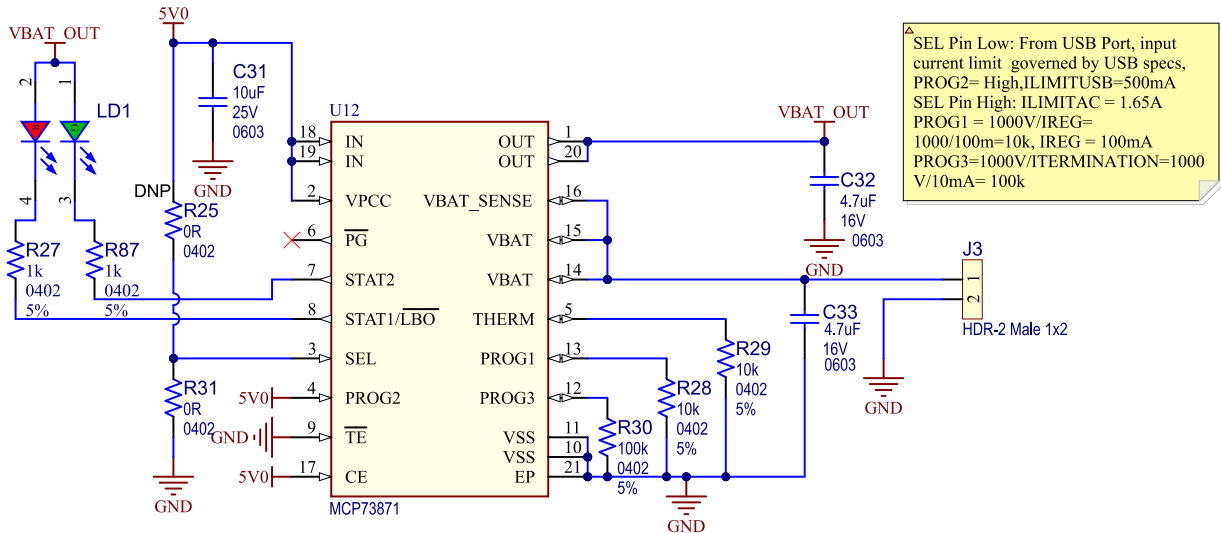 5V0
VBAT_OUT
2
1
LD1
R
G
4
3
R27
1k
0402
5%
R87
1k
0402
5%
C31
10uF
25V
0603
GND
DNP
R25
0R
0402
R31
0R
0402
GND
5V0
GND
5V0
U12
18
IN
19
IN
2
VPCC
6
PG
7
STAT2
8
STAT1/LBO
3
SEL
4
PROG2
9
TE
17
CE
OUT
1
OUT
20
VBAT_SENSE
16
VBAT
15
VBAT
14
THERM
5
PROG1
13
PROG3
12
VSS
11
VSS
10
EP
21
MCP73871
VBAT_OUT
C32
4.7uF
16V
0603
GND
C33
4.7uF
16V
0603
R29
10k
0402
5%
R28
10k
0402
5%
R30
100k
0402
5%
GND
J3
1
2
HDR-2 Male 1x2
GND
SEL Pin Low: From USB Port, input
current limit governed by USB specs,
PROG2= High,ILIMITUSB=500mA
SEL Pin High: ILIMITAC = 1.65A
PROG1 = 1000V/IREG=
1000/100m=10k, IREG = 100mA
PROG3=1000V/ITERMINATION=1000
V/10mA= 100k